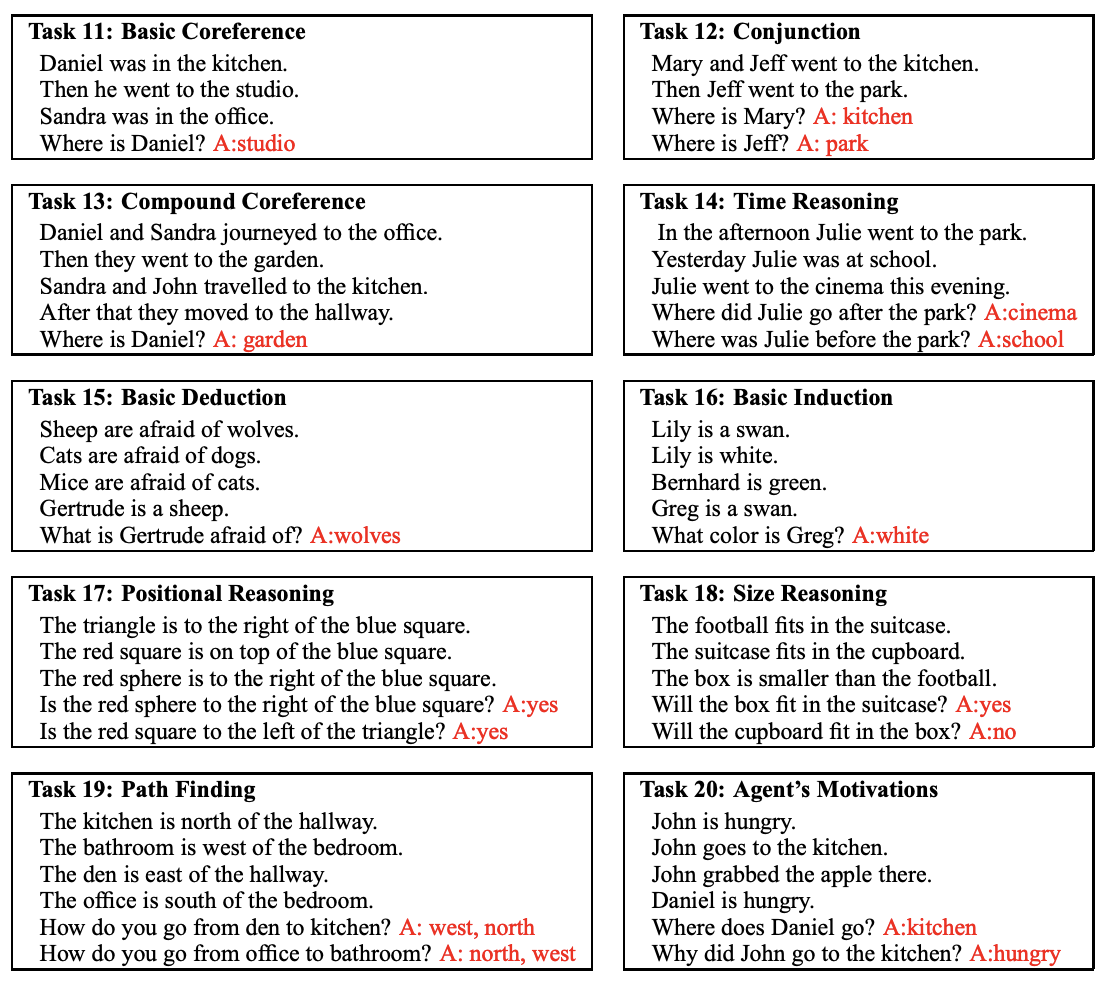 Task 11: Basic Coreference
Daniel was in the kitchen.
Then he went to the studio.
Sandra was in the office.
Where is Daniel? A:studio
Task 12: Conjunction
Mary and Jeff went to the kitchen.
Then Jeff went to the park.
Where is Mary? A: kitchen
Where is Jeff? A: park
Task 13: Compound Coreference
Daniel and Sandra journeyed to the office.
Then they went to the garden.
Sandra and John travelled to the kitchen.
After that they moved to the hallway.
Where is Daniel? A: garden
Task 14: Time Reasoning
In the afternoon Julie went to the park.
Yesterday Julie was at school.
Julie went to the cinema this evening.
Where did Julie go after the park? A:cinema
Where was Julie before the park? A:school
Task 15: Basic Deduction
Sheep are afraid of wolves.
Cats are afraid of dogs.
Mice are afraid of cats.
Gertrude is a sheep.
What is Gertrude afraid of? A:wolves
Task 16: Basic Induction
Lily is a swan.
Lily is white.
Bernhard is green.
Greg is a swan.
What color is Greg? A:white
Task 17: Positional Reasoning
The triangle is to the right of the blue square.
The red square is on top of the blue square.
The red sphere is to the right of the blue square.
Is the red sphere to the right of the blue square? A:yes
Is the red square to the left of the triangle? A:yes
Task 18: Size Reasoning
The football fits in the suitcase.
The suitcase fits in the cupboard.
The box is smaller than the football.
Will the box fit in the suitcase? A:yes
Will the cupboard fit in the box? A:no
Task 19: Path Finding
The kitchen is north of the hallway.
The bathroom is west of the bedroom.
The den is east of the hallway.
The office is south of the bedroom.
How do you go from den to kitchen? A: west, north
How do you go from office to bathroom? A: north, west
Task 20: Agent's Motivations
John is hungry.
John goes to the kitchen.
John grabbed the apple there.
Daniel is hungry.
Where does Daniel go? A:kitchen
Why did John go to the kitchen? A:hungry